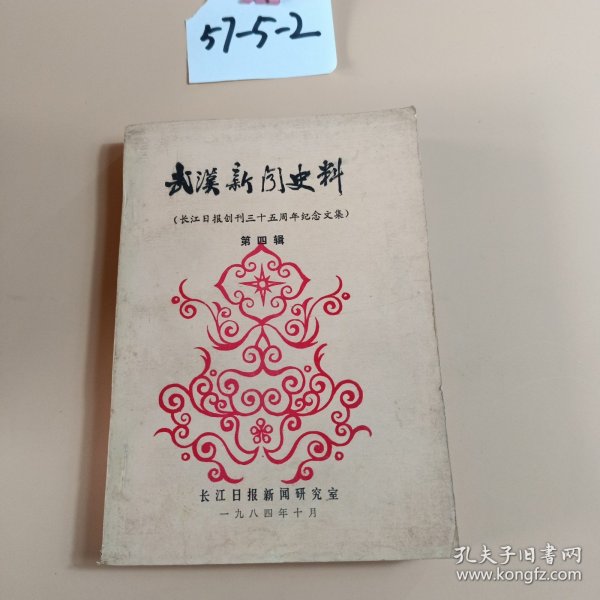 57-5-2
武汉新闻史料
《长江日报创刊三十五周年纪念文集》
第四辑
长江日报新闻研究室
一九八四年十月
孔夫子旧书网
www.kongfz.com